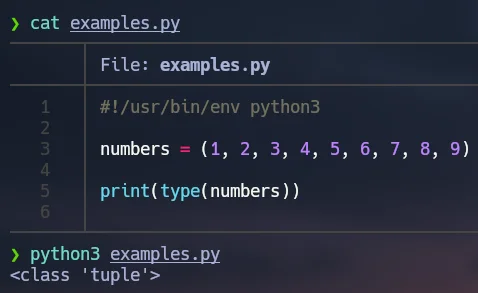 ❯ cat examples.py
File: examples.py
1 #!/usr/bin/env python3
2
3 numbers = (1, 2, 3, 4, 5, 6, 7, 8, 9)
4
5 print(type(numbers))
6
❯ python3 examples.py
<class 'tuple'>